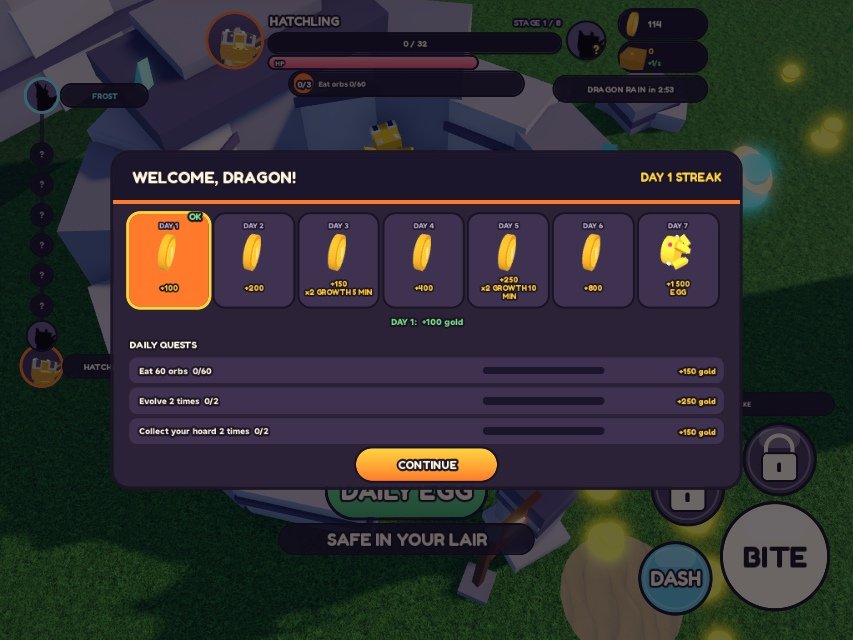 HATCHLING
STAGE 1 / 8
0 / 32
114
HP
0
+1/s
0/3 Eat orbs 0/60
DRAGON RAIN in 2:53
FROST
?
?
?
?
?
?
?
WELCOME, DRAGON!
DAY 1 STREAK
OK
DAY 1
+100
DAY 2
+200
DAY 3
+150
x2 GROWTH 5 MIN
DAY 4
+400
DAY 5
+250
x2 GROWTH 10
MIN
DAY 6
+800
DAY 7
+1 500
EGG
DAY 1: +100 gold
DAILY QUESTS
Eat 60 orbs 0/60
+150 gold
Evolve 2 times 0/2
+250 gold
Collect your hoard 2 times 0/2
+150 gold
HATCH
KE
CONTINUE
DAILY EGG
SAFE IN YOUR LAIR
DASH
BITE